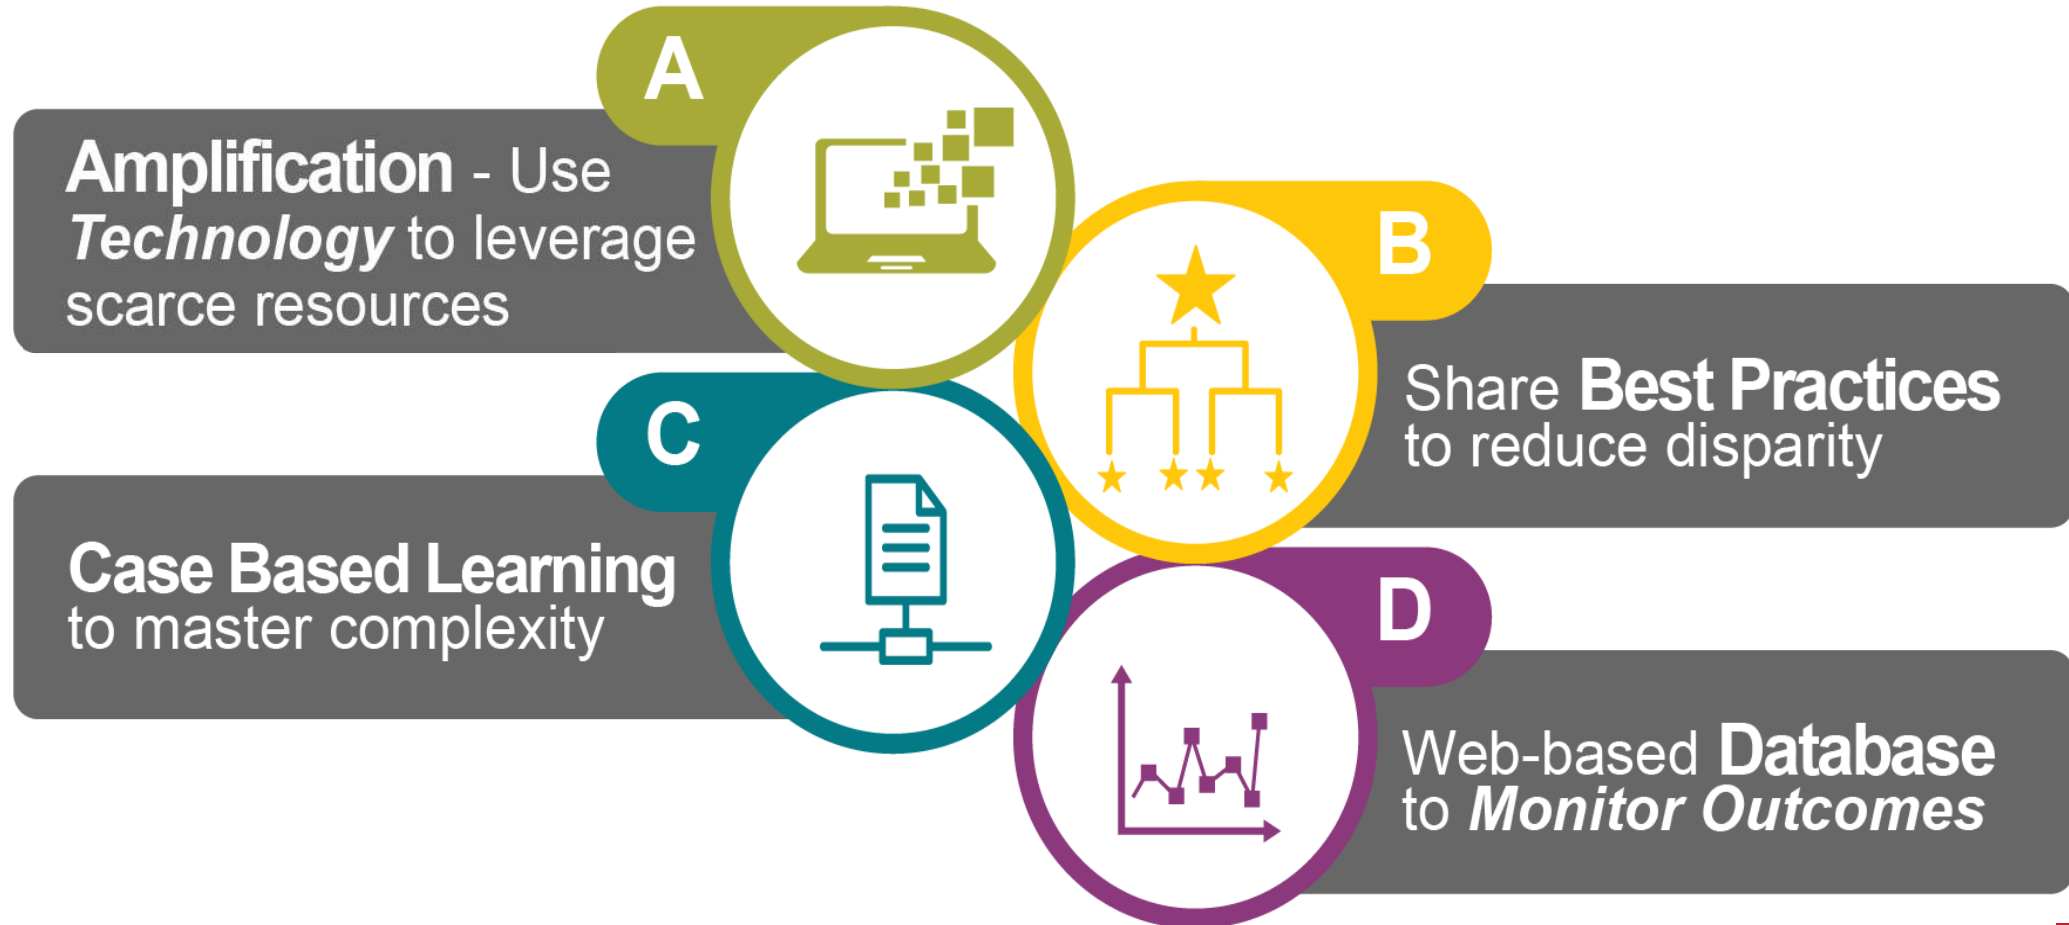 A
Amplification - Use
Technology to leverage
scarce resources
B
Share Best Practices
to reduce disparity
C
Case Based Learning
to master complexity
D
Web-based Database
to Monitor Outcomes